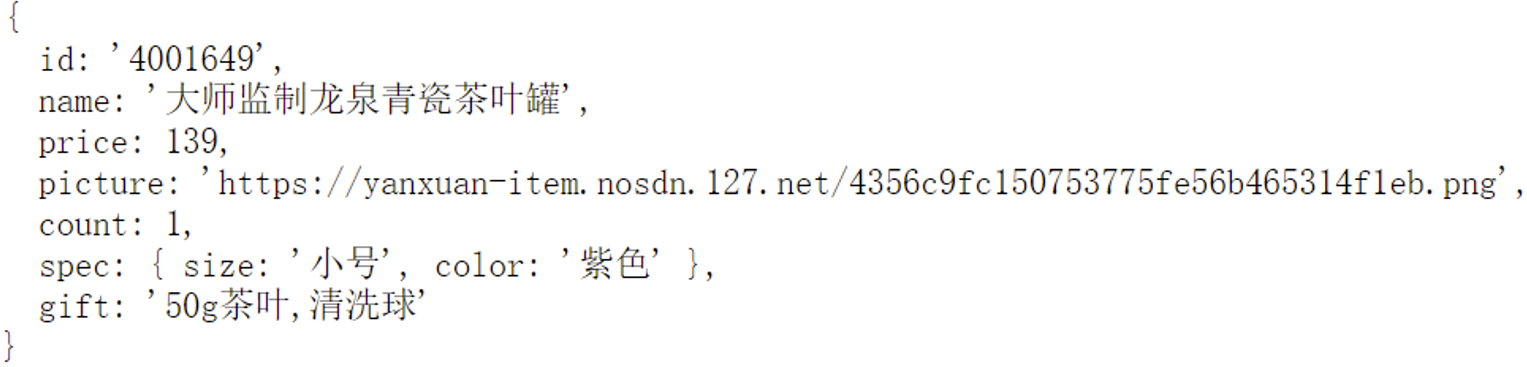 {
id: '4001649',
name: '大师监制龙泉青瓷茶叶罐',
price: 139,
picture: 'https://yanxuan-item.nosdn.127.net/4356c9fc150753775fe56b465314f1eb.png',
count: 1,
spec: { size: '小号', color: '紫色' },
gift: '50g茶叶,清洗球'
}